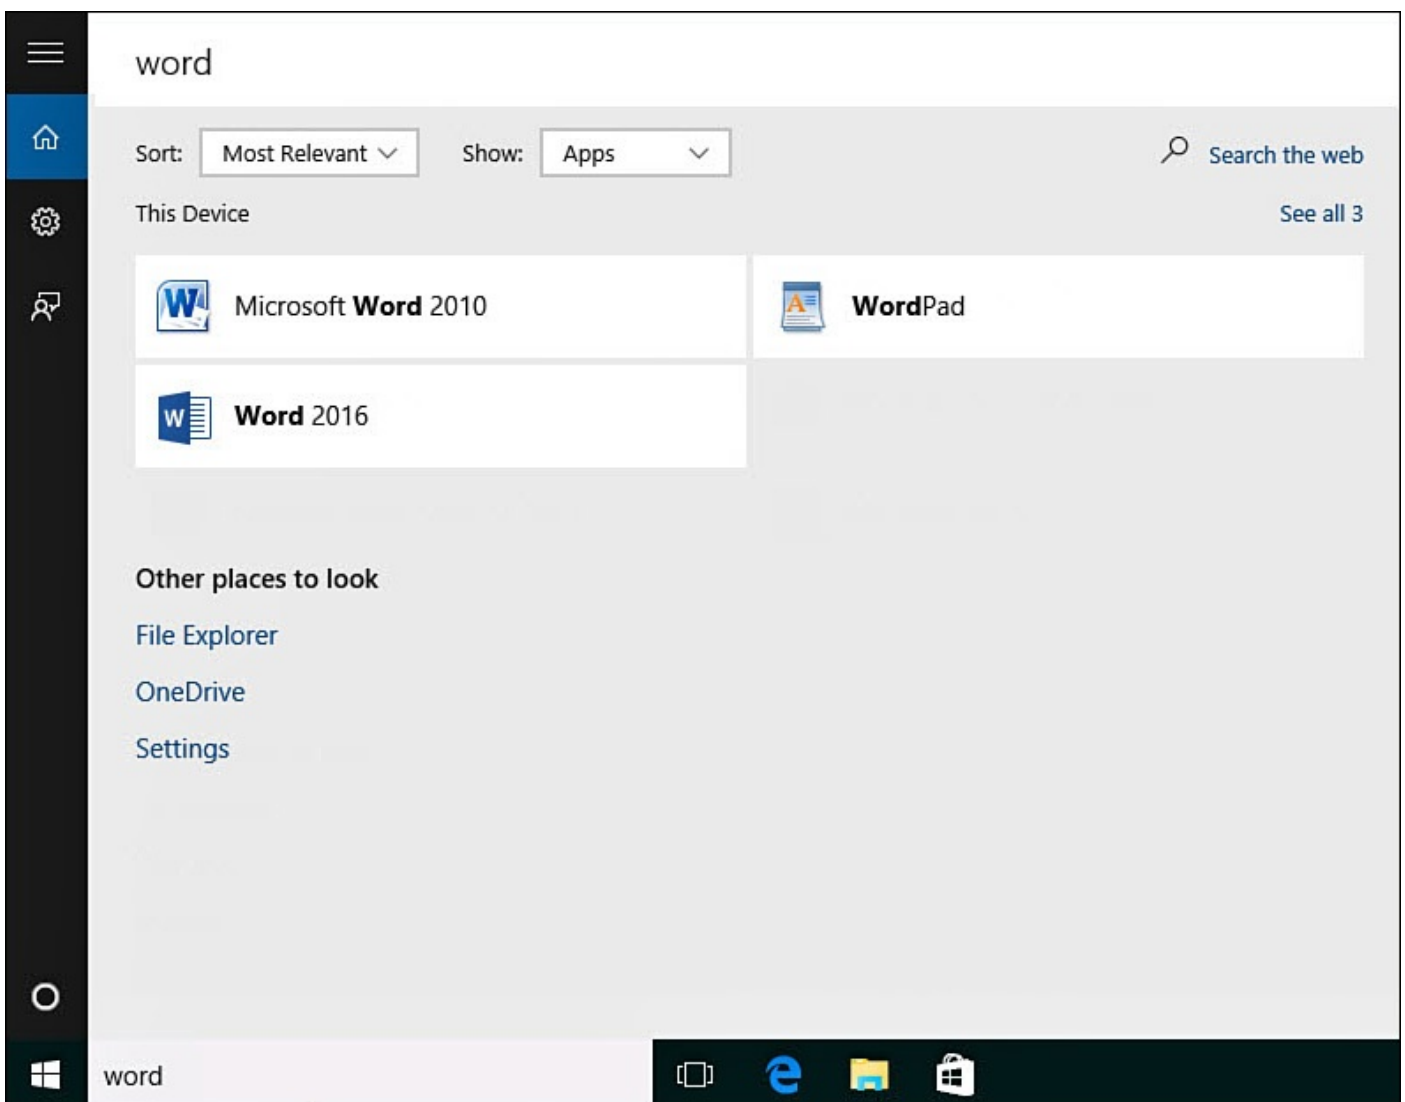 word
Sort: Most Relevant Show: Apps Search the web
This Device See all 3
Microsoft Word 2010 WordPad
Word 2016
Other places to look
File Explorer
OneDrive
Settings
word